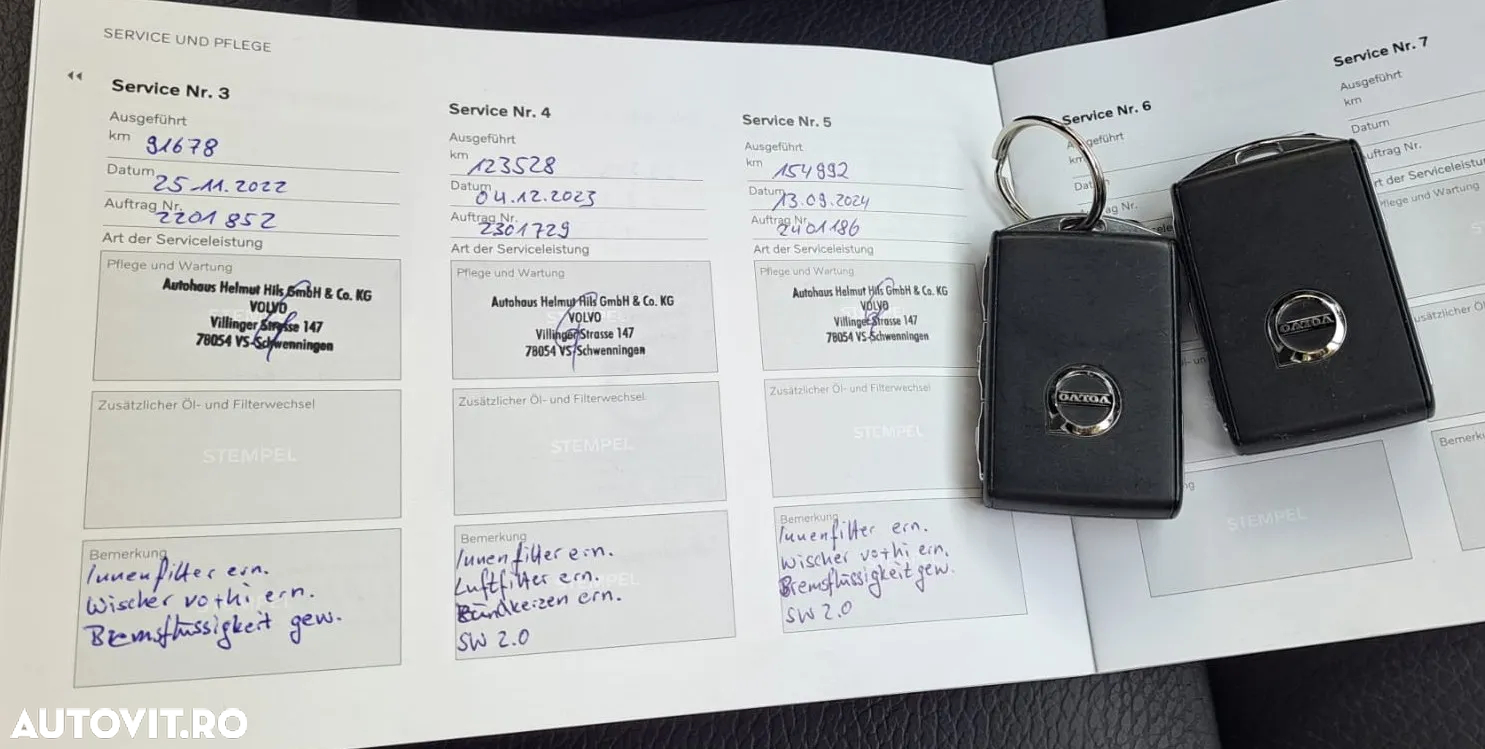 SERVICE UND PFLEGE
Service Nr. 3
Ausgeführt
km 91678
Datum 25.11.2022
Auftrag Nr. 2201852
Art der Serviceleistung
Pflege und Wartung
Autohaus Helmut Hils GmbH & Co. KG
VOLVO
Villinger Strasse 147
78054 VS-Schwenningen
Zusätzlicher Öl- und Filterwechsel
STEMPEL
Bemerkung
Innenfilter ern.
Wischer vo+hi ern.
Bremsflüssigkeit gew.
Service Nr. 4
Ausgeführt
km 123528
Datum 04.12.2023
Auftrag Nr. 2301729
Art der Serviceleistung
Pflege und Wartung
Autohaus Helmut Hils GmbH & Co. KG
VOLVO
Villinger Strasse 147
78054 VS-Schwenningen
Zusätzlicher Öl- und Filterwechsel
STEMPEL
Bemerkung
Innenfilter ern.
Luftfilter ern.
Zündkerzen ern.
SW 2.0
Service Nr. 5
Ausgeführt
km 154992
Datum 13.09.2024
Auftrag Nr. 2401186
Art der Serviceleistung
Pflege und Wartung
Autohaus Helmut Hils GmbH & Co. KG
VOLVO
Villinger Strasse 147
78054 VS-Schwenningen
Zusätzlicher Öl- und Filterwechsel
STEMPEL
Bemerkung
Innenfilter ern.
Wischer vo+hi ern.
Bremsflüssigkeit gew.
SW 2.0
Service Nr. 6
km
STEMPEL
Service Nr. 7
Ausgeführt
km
Datum
VOLVO
VOLVO
AUTOVIT.RO